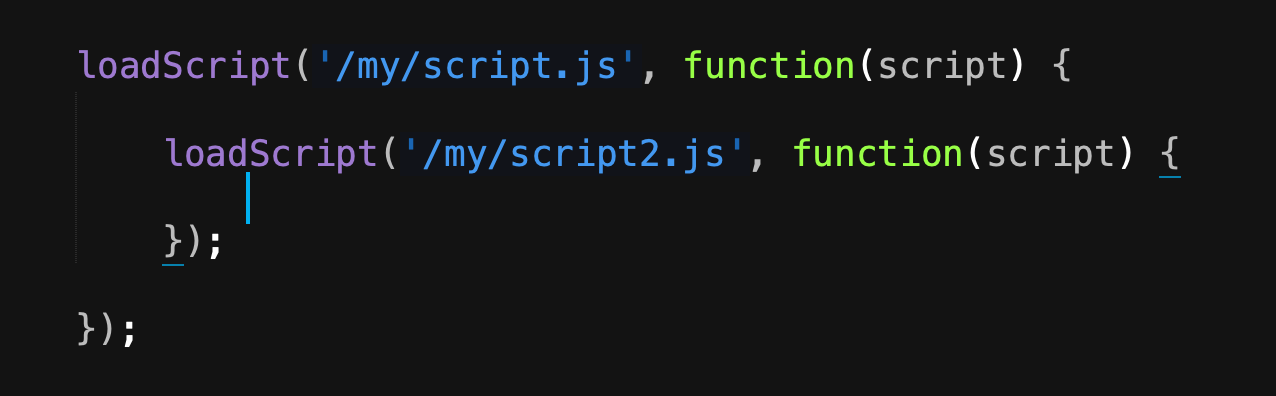 loadScript('/my/script.js', function(script) {
loadScript('/my/script2.js', function(script) {
});
});